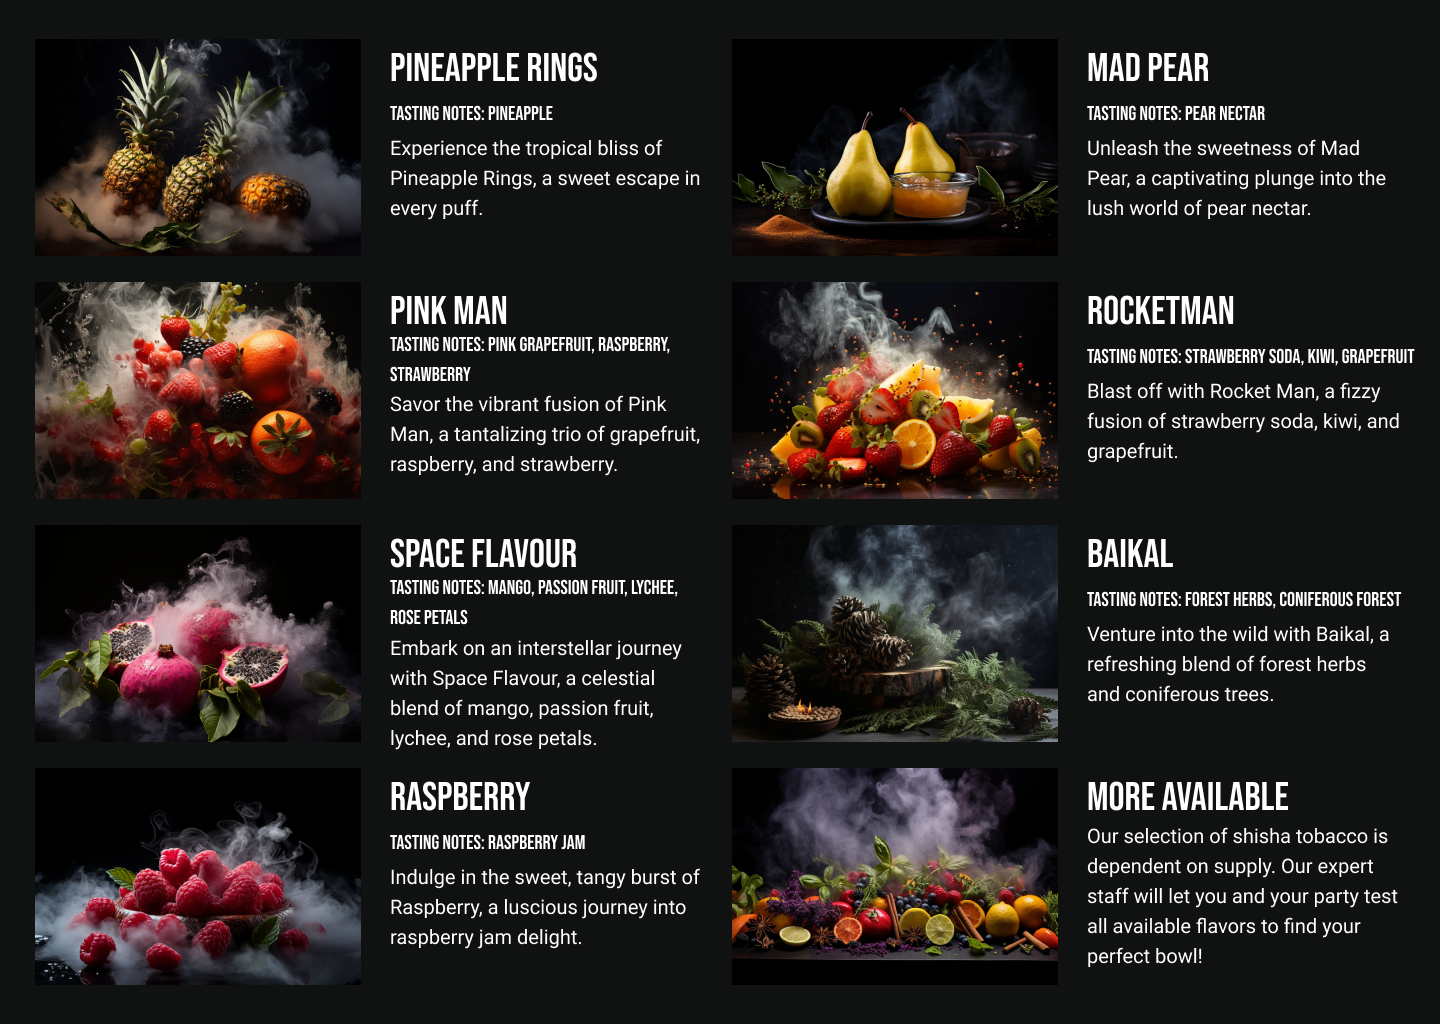 PINEAPPLE RINGS
TASTING NOTES: PINEAPPLE
Experience the tropical bliss of
Pineapple Rings, a sweet escape in
every puff.
MAD PEAR
TASTING NOTES: PEAR NECTAR
Unleash the sweetness of Mad
Pear, a captivating plunge into the
lush world of pear nectar.
PINK MAN
TASTING NOTES: PINK GRAPEFRUIT, RASPBERRY,
STRAWBERRY
Savor the vibrant fusion of Pink
Man, a tantalizing trio of grapefruit,
raspberry, and strawberry.
ROCKETMAN
TASTING NOTES: STRAWBERRY SODA, KIWI, GRAPEFRUIT
Blast off with Rocket Man, a fizzy
fusion of strawberry soda, kiwi, and
grapefruit.
SPACE FLAVOUR
TASTING NOTES: MANGO, PASSION FRUIT, LYCHEE,
ROSE PETALS
Embark on an interstellar journey
with Space Flavour, a celestial
blend of mango, passion fruit,
lychee, and rose petals.
BAIKAL
TASTING NOTES: FOREST HERBS, CONIFEROUS FOREST
Venture into the wild with Baikal, a
refreshing blend of forest herbs
and coniferous trees.
RASPBERRY
TASTING NOTES: RASPBERRY JAM
Indulge in the sweet, tangy burst of
Raspberry, a luscious journey into
raspberry jam delight.
MORE AVAILABLE
Our selection of shisha tobacco is
dependent on supply. Our expert
staff will let you and your party test
all available flavors to find your
perfect bowl!